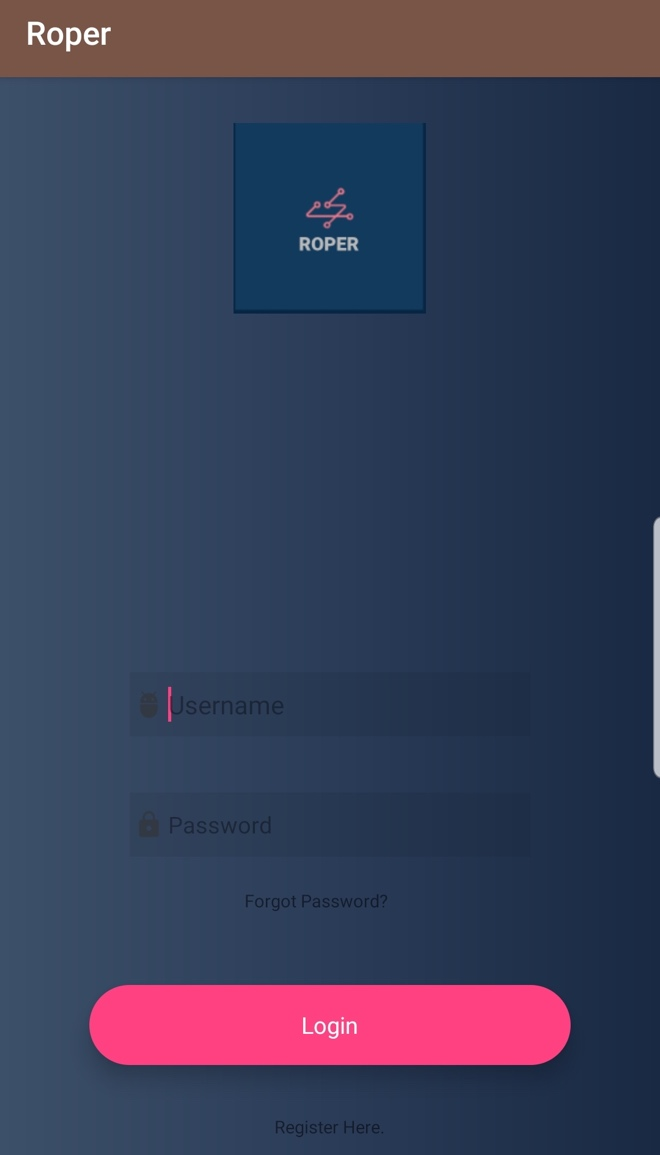 Roper
ROPER
Username
Password
Forgot Password?
Login
Register Here.